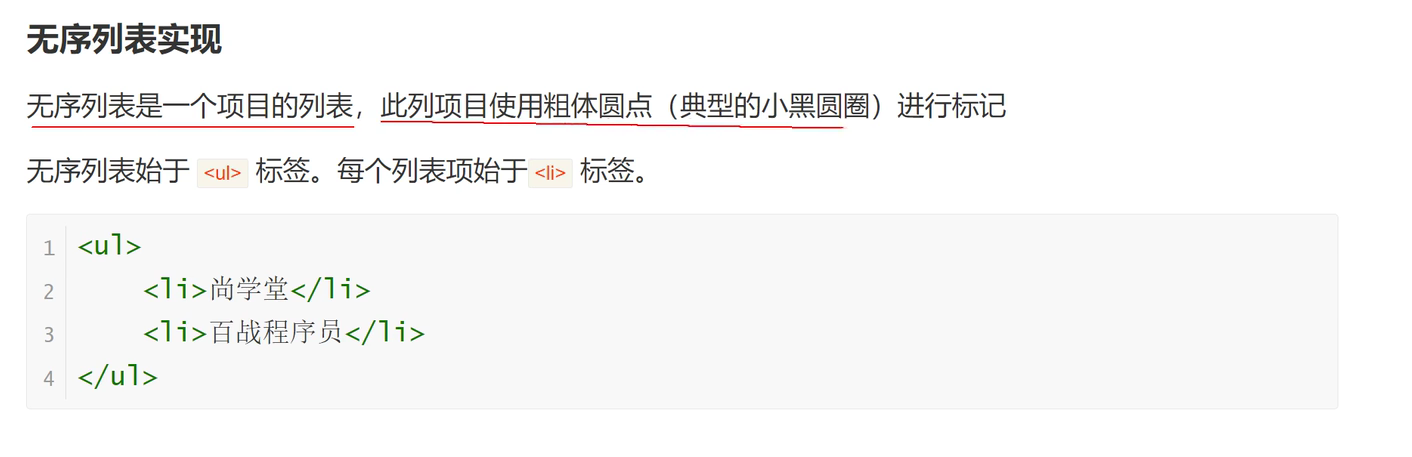 无序列表实现
无序列表是一个项目的列表，此列项目使用粗体圆点（典型的小黑圆圈）进行标记
无序列表始于 <ul> 标签。每个列表项始于<li> 标签。
1 <ul>
2     <li>尚学堂</li>
3     <li>百战程序员</li>
4 </ul>